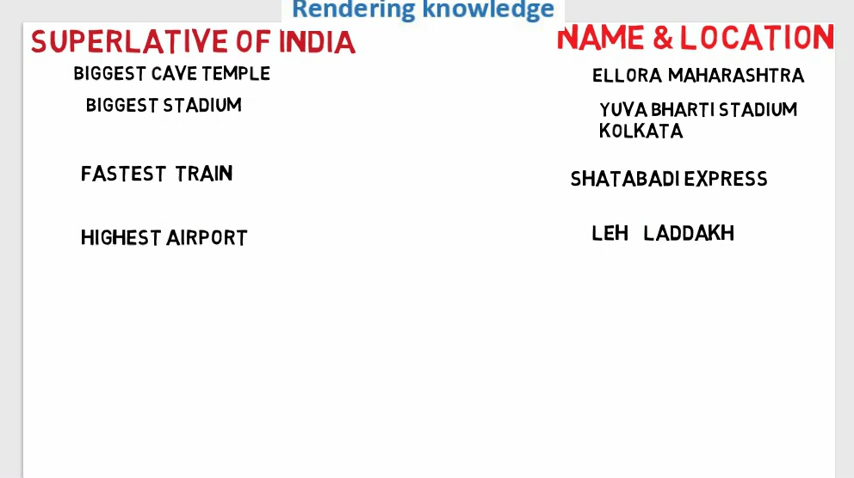 Rendering knowledge
SUPERLATIVE OF INDIA
NAME & LOCATION
BIGGEST CAVE TEMPLE
ELLORA MAHARASHTRA
BIGGEST STADIUM
YUVA BHARTI STADIUM
KOLKATA
FASTEST TRAIN
SHATABADI EXPRESS
HIGHEST AIRPORT
LEH LADDAKH